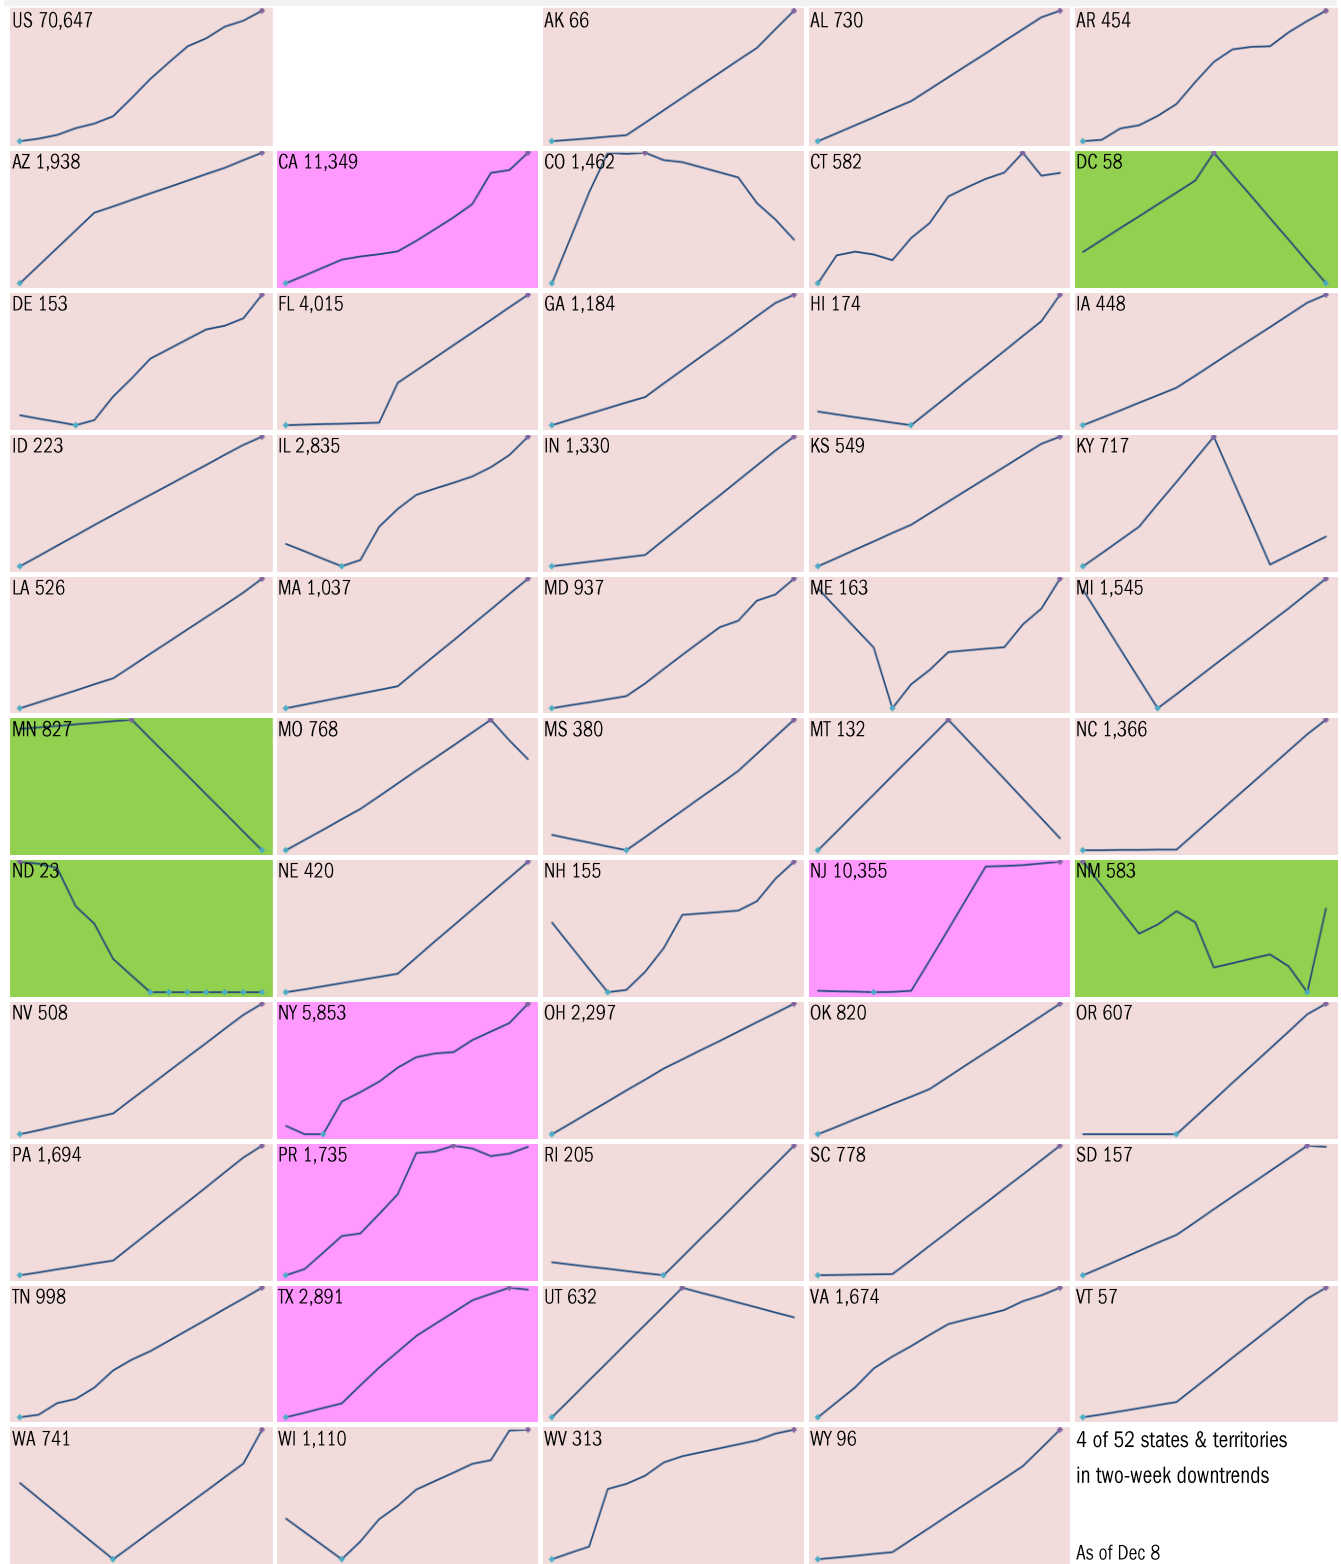 US 70,647
AK 66
AL 730
AR 454
AZ 1,938
CA 11,349
CO 1,462
CT 582
DC 58
DE 153
FL 4,015
GA 1,184
HI 174
IA 448
ID 223
IL 2,835
IN 1,330
KS 549
KY 717
LA 526
MA 1,037
MD 937
ME 163
MI 1,545
MN 827
MO 768
MS 380
MT 132
NC 1,366
ND 23
NE 420
NH 155
NJ 10,355
NM 583
NV 508
NY 5,853
OH 2,297
OK 820
OR 607
PA 1,694
PR 1,735
RI 205
SC 778
SD 157
TN 998
TX 2,891
UT 632
VA 1,674
VT 57
WA 741
WI 1,110
WV 313
WY 96
4 of 52 states & territories
in two-week downtrends
As of Dec 8